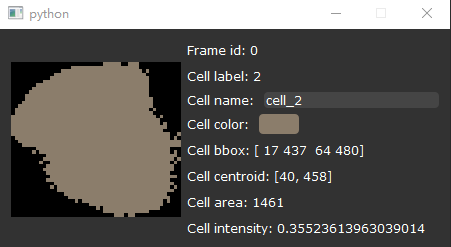 python
Frame id: 0
Cell label: 2
Cell name: cell_2
Cell color:
Cell bbox: [ 17 437  64 480]
Cell centroid: [40, 458]
Cell area: 1461
Cell intensity: 0.35523613963039014